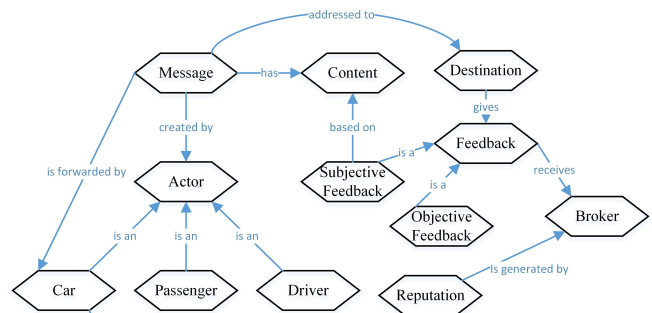 addressed to
Message
has
Content
Destination
gives
created by
based on
Feedback
is a
is forwarded by
Actor
Subjective
Feedback
receives
is a
Objective
Feedback
Broker
is an
is an
is an
Is generated by
Car
Passenger
Driver
Reputation